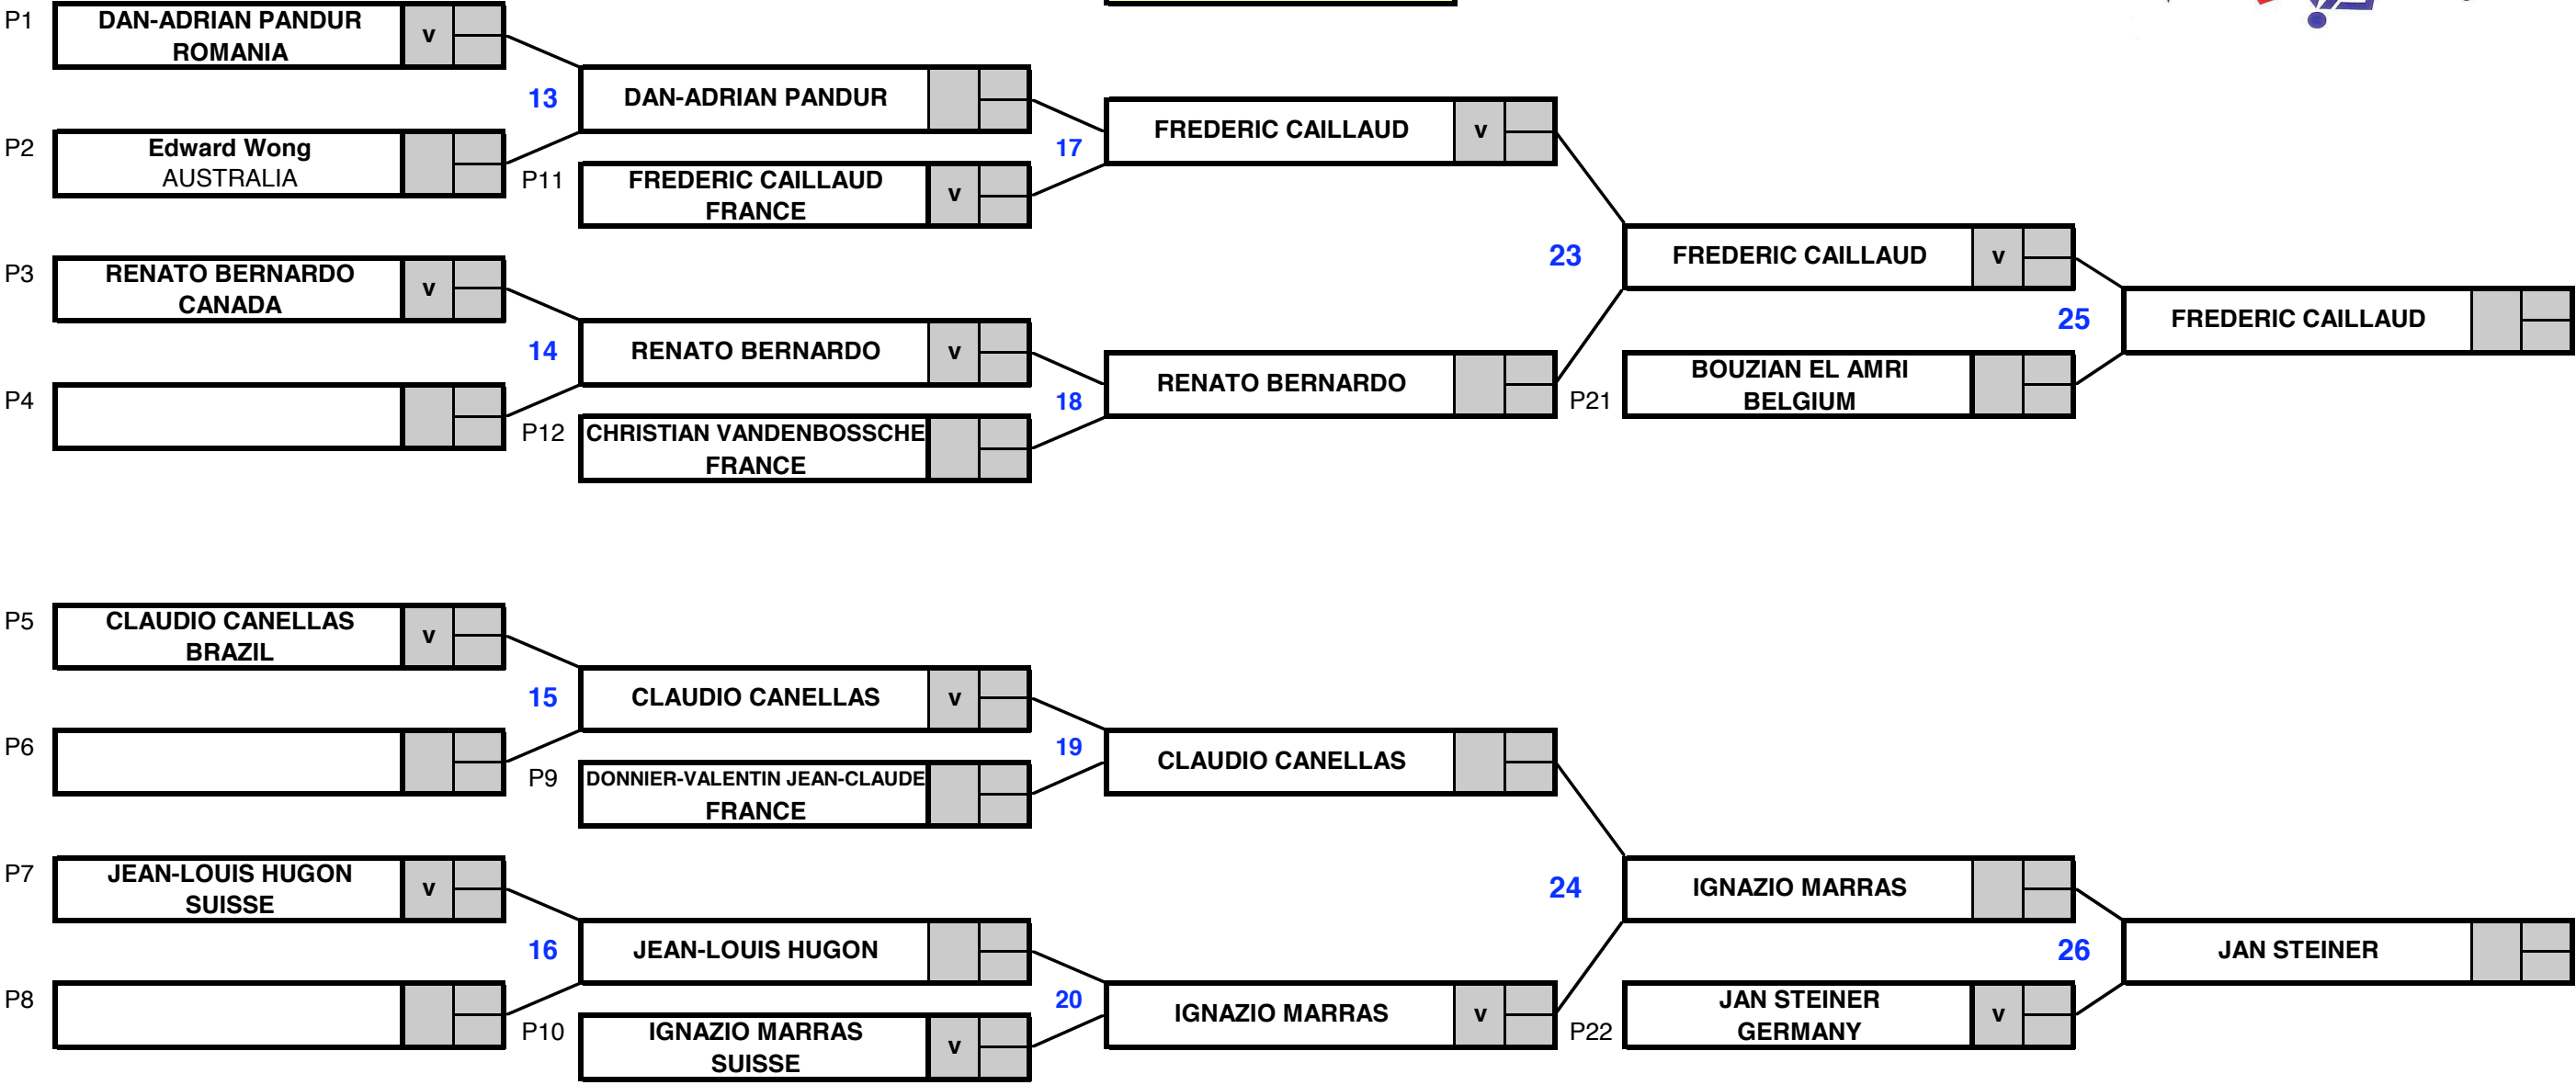 P1
DAN-ADRIAN PANDUR
v
ROMANIA
13
DAN-ADRIAN PANDUR
P2
Edward Wong
AUSTRALIA
P11
FREDERIC CAILLAUD
v
FRANCE
17
FREDERIC CAILLAUD
v
P3
RENATO BERNARDO
v
CANADA
14
RENATO BERNARDO
v
P4
P12
CHRISTIAN VANDENBOSSCHE
FRANCE
18
RENATO BERNARDO
23
FREDERIC CAILLAUD
v
25
FREDERIC CAILLAUD
P21
BOUZIAN EL AMRI
BELGIUM
P5
CLAUDIO CANELLAS
v
BRAZIL
15
CLAUDIO CANELLAS
v
P6
P9
DONNIER-VALENTIN JEAN-CLAUDE
FRANCE
19
CLAUDIO CANELLAS
P7
JEAN-LOUIS HUGON
v
SUISSE
16
JEAN-LOUIS HUGON
P8
P10
IGNAZIO MARRAS
v
SUISSE
20
IGNAZIO MARRAS
v
24
IGNAZIO MARRAS
26
JAN STEINER
P22
JAN STEINER
v
GERMANY